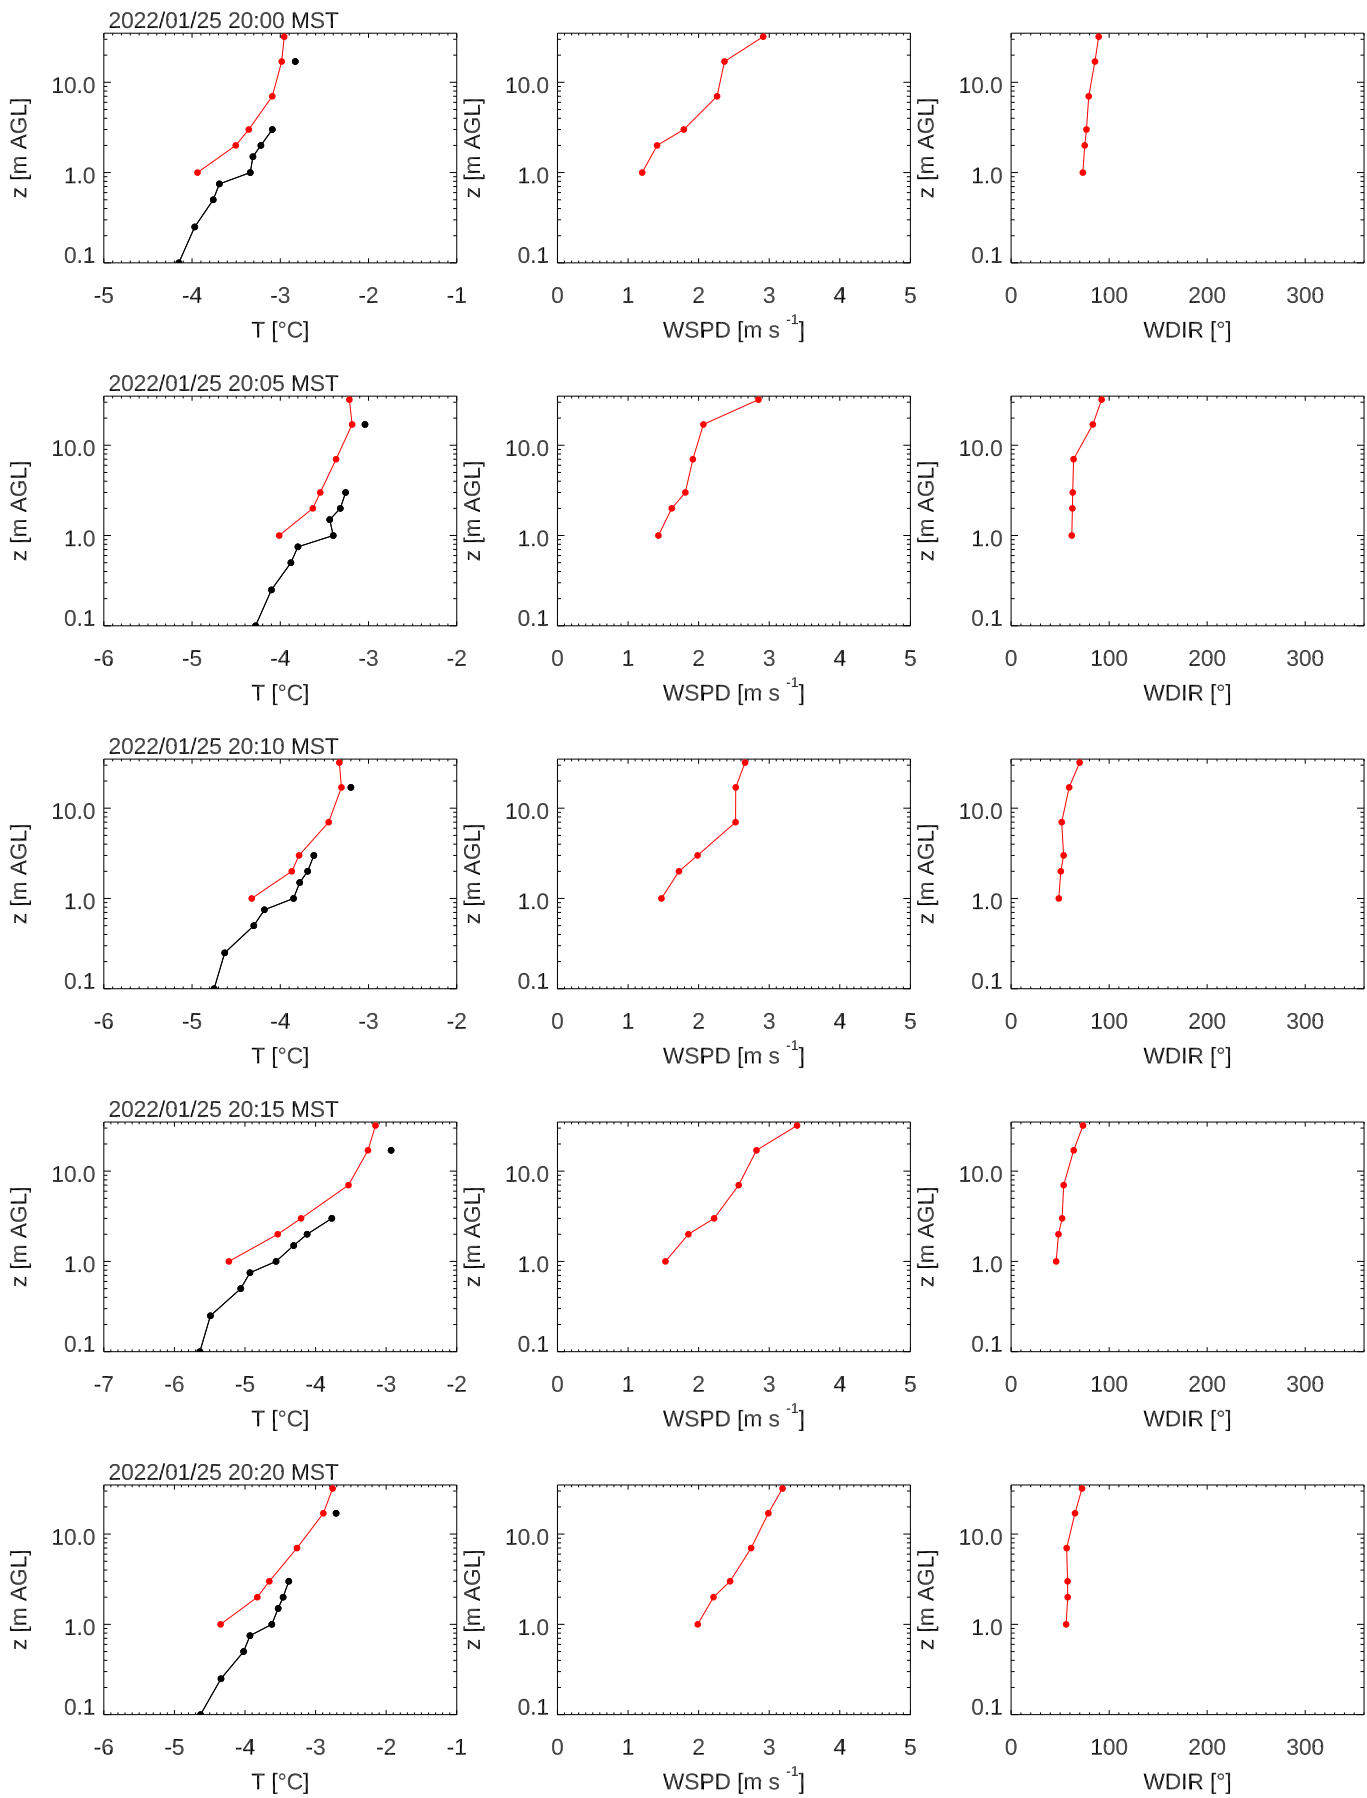 2022/01/25 20:00 MST
z [m AGL]
10.0
1.0
0.1
-5 -4 -3 -2 -1
T [°C]
z [m AGL]
10.0
1.0
0.1
0 1 2 3 4 5
WSPD [m s -1]
z [m AGL]
10.0
1.0
0.1
0 100 200 300
WDIR [°]
2022/01/25 20:05 MST
z [m AGL]
10.0
1.0
0.1
-6 -5 -4 -3 -2
T [°C]
z [m AGL]
10.0
1.0
0.1
0 1 2 3 4 5
WSPD [m s -1]
z [m AGL]
10.0
1.0
0.1
0 100 200 300
WDIR [°]
2022/01/25 20:10 MST
z [m AGL]
10.0
1.0
0.1
-6 -5 -4 -3 -2
T [°C]
z [m AGL]
10.0
1.0
0.1
0 1 2 3 4 5
WSPD [m s -1]
z [m AGL]
10.0
1.0
0.1
0 100 200 300
WDIR [°]
2022/01/25 20:15 MST
z [m AGL]
10.0
1.0
0.1
-7 -6 -5 -4 -3 -2
T [°C]
z [m AGL]
10.0
1.0
0.1
0 1 2 3 4 5
WSPD [m s -1]
z [m AGL]
10.0
1.0
0.1
0 100 200 300
WDIR [°]
2022/01/25 20:20 MST
z [m AGL]
10.0
1.0
0.1
-6 -5 -4 -3 -2 -1
T [°C]
z [m AGL]
10.0
1.0
0.1
0 1 2 3 4 5
WSPD [m s -1]
z [m AGL]
10.0
1.0
0.1
0 100 200 300
WDIR [°]